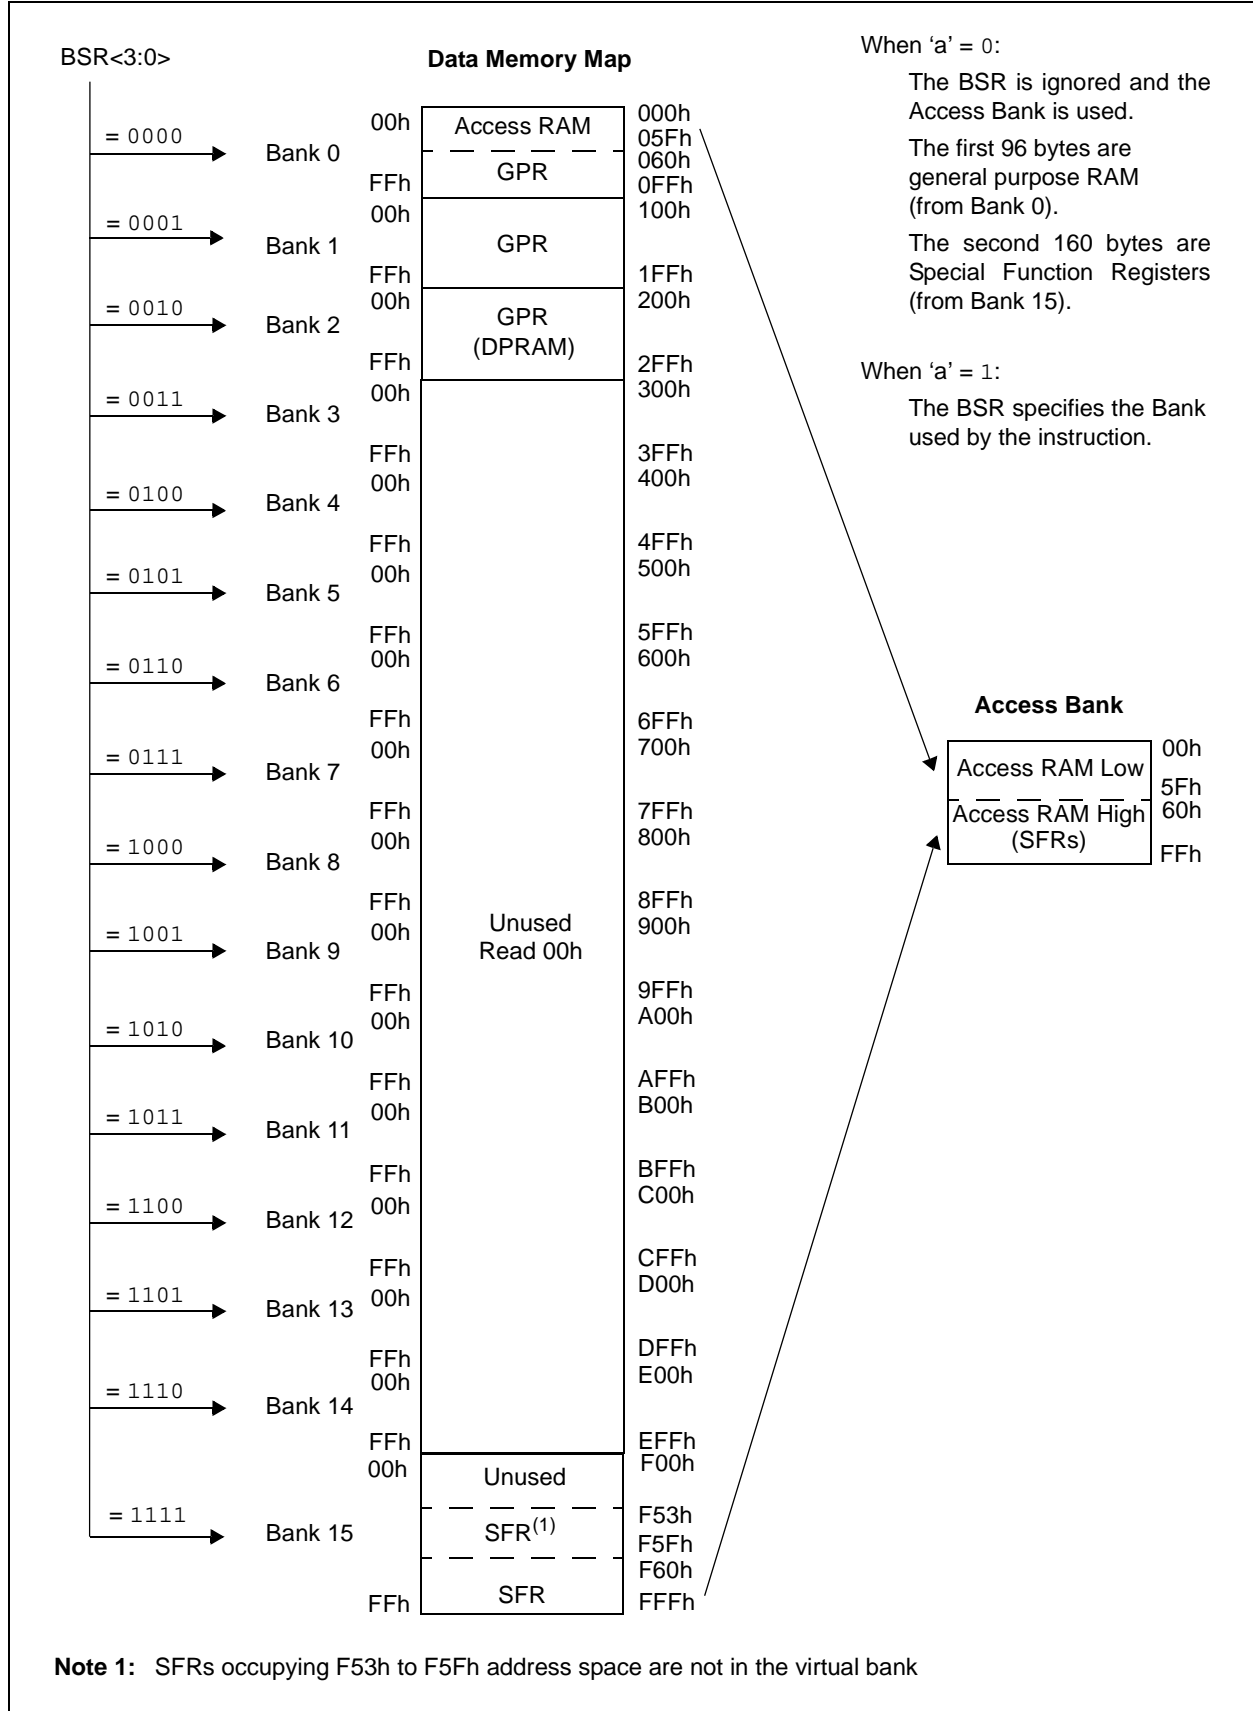 BSR<3:0>
Data Memory Map
When ‘a’ = 0:
The BSR is ignored and the
Access Bank is used.
The first 96 bytes are
general purpose RAM
(from Bank 0).
The second 160 bytes are
Special Function Registers
(from Bank 15).
When ‘a’ = 1:
The BSR specifies the Bank
used by the instruction.
= 0000
Bank 0
00h
Access RAM
000h
05Fh
060h
GPR
FFh
0FFh
= 0001
Bank 1
00h
100h
GPR
FFh
1FFh
= 0010
Bank 2
00h
200h
GPR
(DPRAM)
FFh
2FFh
= 0011
Bank 3
00h
300h
FFh
3FFh
= 0100
Bank 4
00h
400h
FFh
4FFh
= 0101
Bank 5
00h
500h
FFh
5FFh
= 0110
Bank 6
00h
600h
FFh
6FFh
= 0111
Bank 7
00h
700h
FFh
7FFh
= 1000
Bank 8
00h
800h
FFh
8FFh
= 1001
Bank 9
00h
900h
Unused
Read 00h
FFh
9FFh
= 1010
Bank 10
00h
A00h
FFh
AFFh
= 1011
Bank 11
00h
B00h
FFh
BFFh
= 1100
Bank 12
00h
C00h
FFh
CFFh
= 1101
Bank 13
00h
D00h
FFh
DFFh
= 1110
Bank 14
00h
E00h
FFh
EFFh
= 1111
Bank 15
00h
F00h
Unused
F53h
SFR(1)
F5Fh
F60h
SFR
FFh
FFFh
Access Bank
Access RAM Low
00h
5Fh
Access RAM High
(SFRs)
60h
FFh
Note 1: SFRs occupying F53h to F5Fh address space are not in the virtual bank